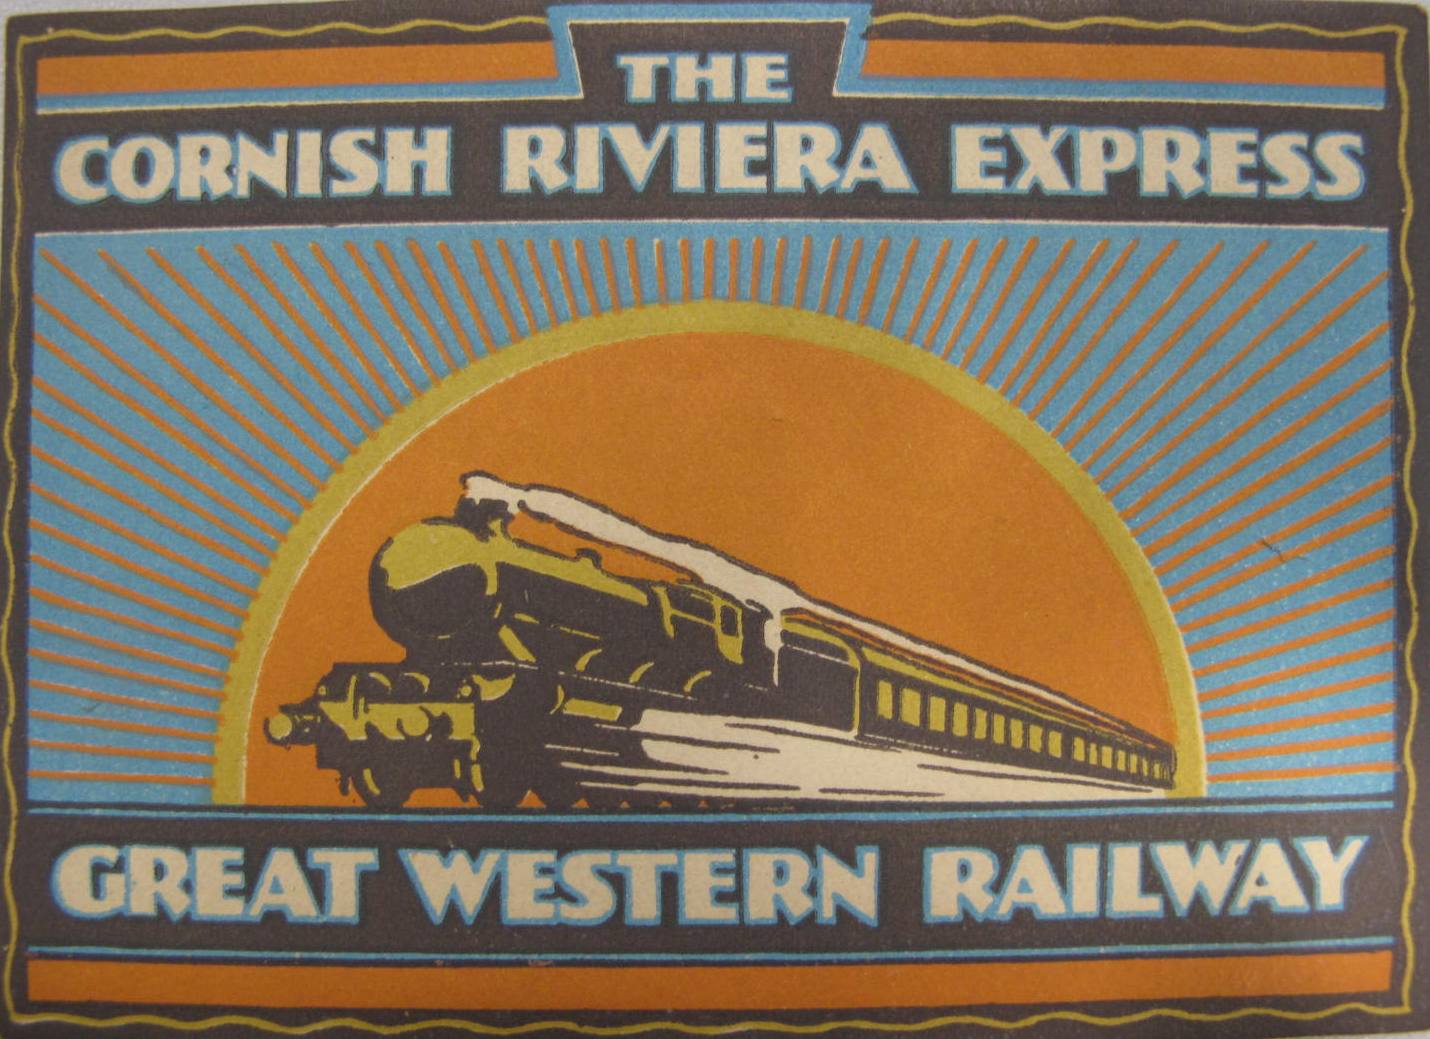 THE
CORNISH RIVIERA EXPRESS
GREAT WESTERN RAILWAY